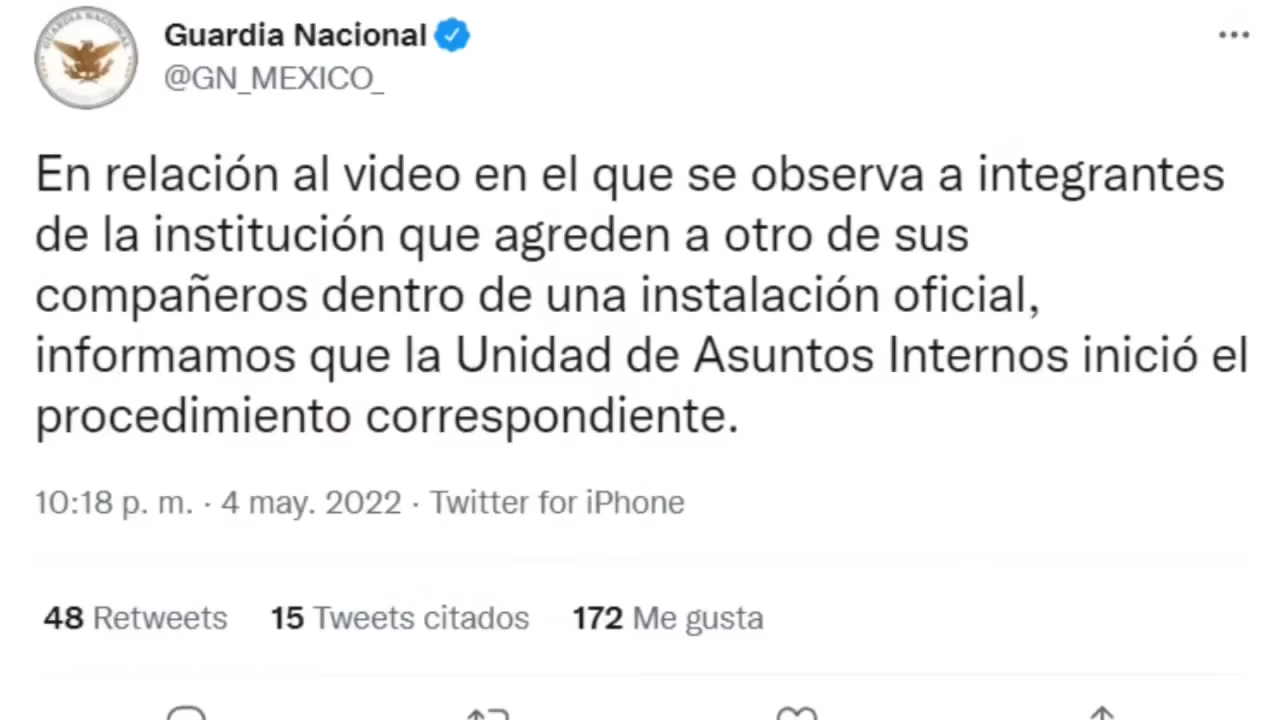 Guardia Nacional
@GN_MEXICO_
En relación al video en el que se observa a integrantes
de la institución que agreden a otro de sus
compañeros dentro de una instalación oficial,
informamos que la Unidad de Asuntos Internos inició el
procedimiento correspondiente.
10:18 p. m. · 4 may. 2022 · Twitter for iPhone
48 Retweets 15 Tweets citados 172 Me gusta